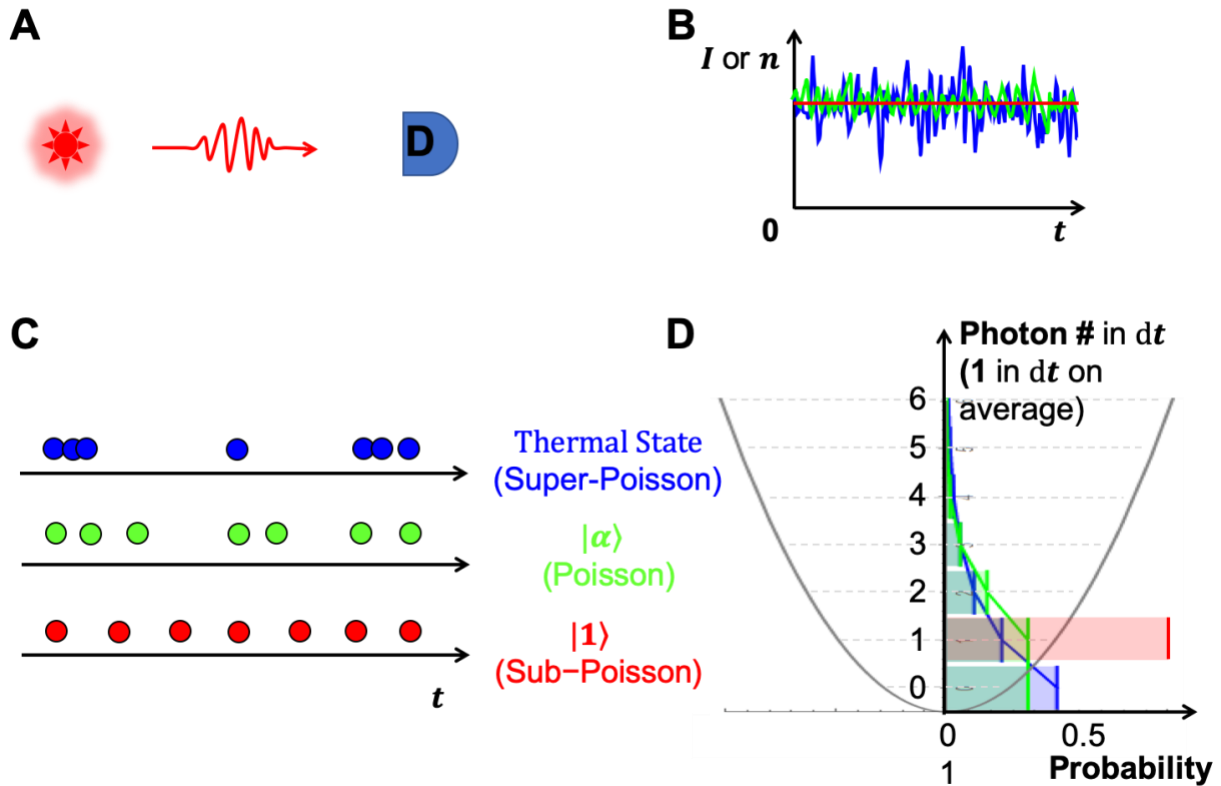 A
D
B
I or n
0
t
C
Thermal State
(Super-Poisson)
|α⟩
(Poisson)
|1⟩
(Sub−Poisson)
t
D
Photon # in dt
(1 in dt on
average)
6
5
4
3
2
1
0
0
0.5
1
Probability